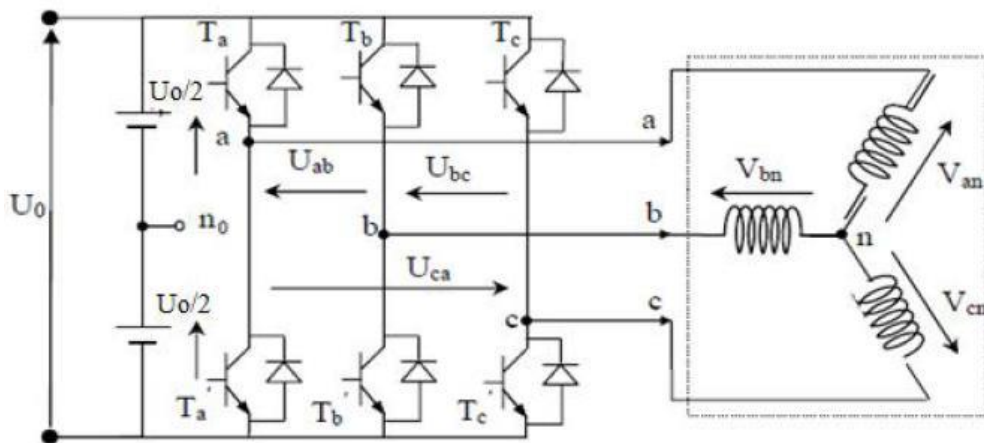 Ta
Tb
Tc
Uo/2
a
a
Uab
Ubc
Vbn
Van
U0
n0
b
b
n
Uca
Vcn
Uo/2
c
c
Ta'
Tb'
Tc'